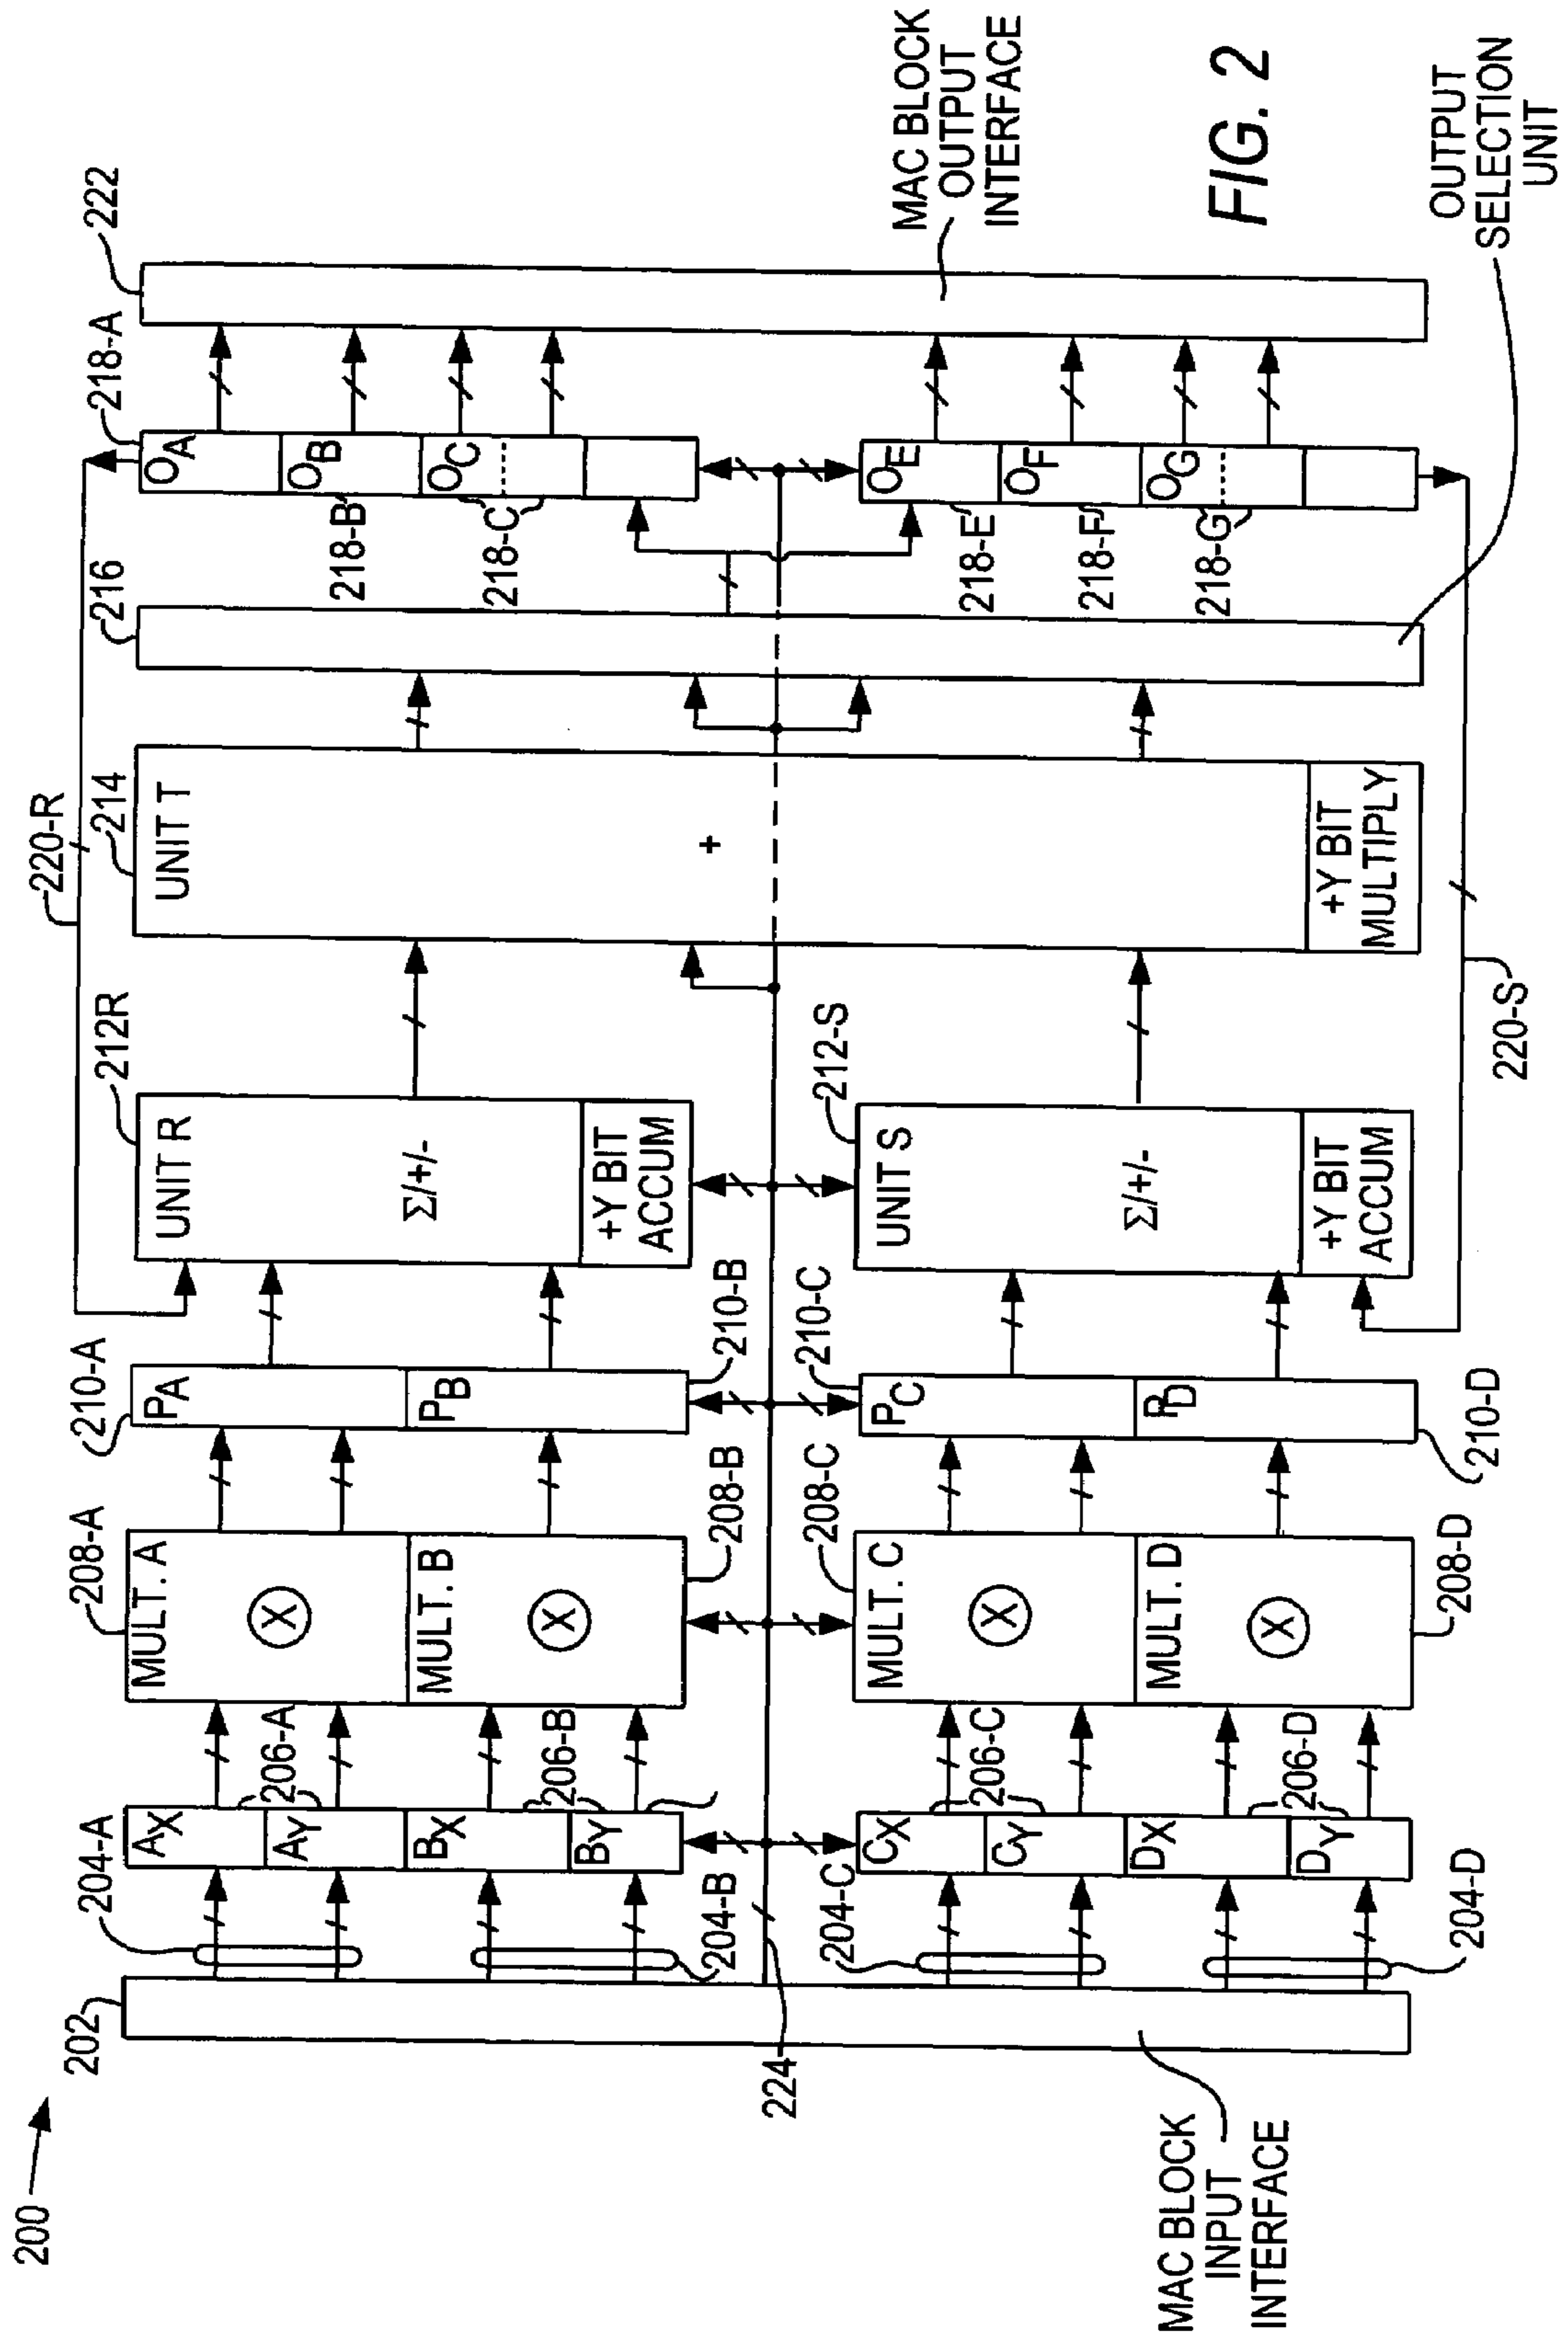 200
202
MAC BLOCK
INPUT
INTERFACE
204-A
204-B
204-C
204-D
AX
AY
BX
BY
CX
CY
DX
DY
206-A
206-B
206-C
206-D
224
208-A
MULT. A
X
MULT. B
X
208-B
208-C
MULT. C
X
MULT. D
X
208-D
210-A
PA
PB
210-B
210-C
PC
PD
210-D
212R
UNIT R
Σ/+/-
+Y BIT
ACCUM
212-S
UNIT S
Σ/+/-
+Y BIT
ACCUM
220-R
220-S
214
UNIT T
+
+Y BIT
MULTIPLY
216
OUTPUT
SELECTION
UNIT
218-A
OA
OB
OC
218-B
218-C
OE
OF
OG
218-E
218-F
218-G
222
MAC BLOCK
OUTPUT
INTERFACE
FIG. 2